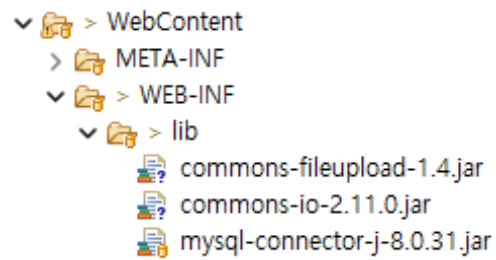 > WebContent
META-INF
> WEB-INF
> lib
commons-fileupload-1.4.jar
commons-io-2.11.0.jar
mysql-connector-j-8.0.31.jar